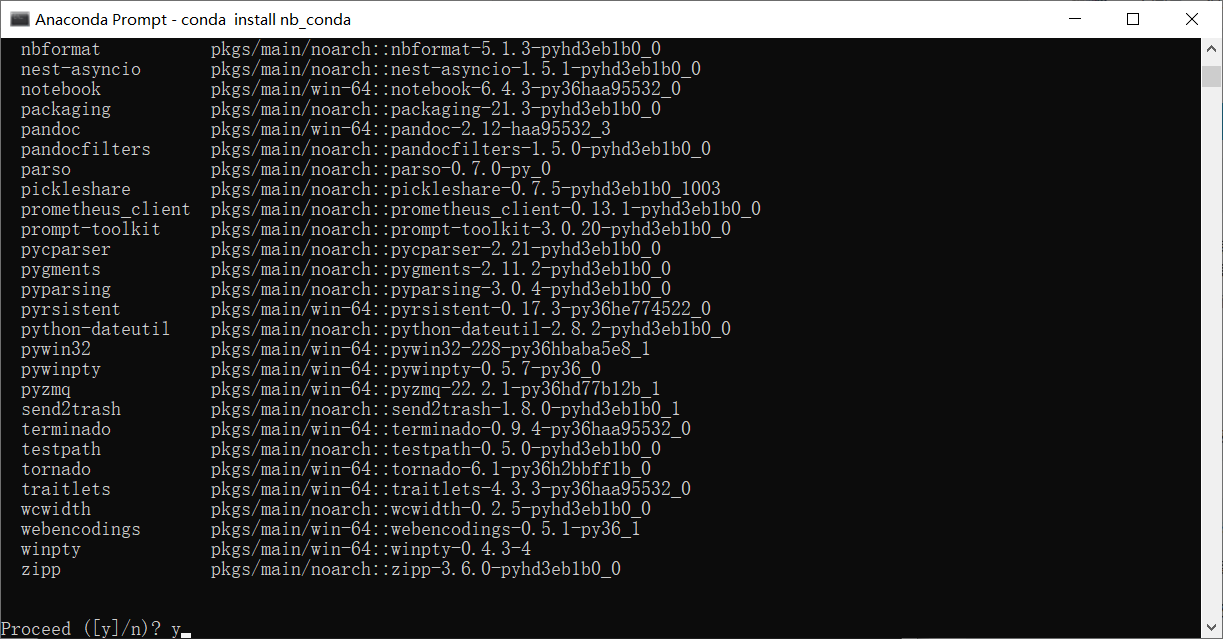 Anaconda Prompt - conda  install nb_conda
nbformat           pkgs/main/noarch::nbformat-5.1.3-pyhd3eb1b0_0
nest-asyncio       pkgs/main/noarch::nest-asyncio-1.5.1-pyhd3eb1b0_0
notebook           pkgs/main/win-64::notebook-6.4.3-py36haa95532_0
packaging          pkgs/main/noarch::packaging-21.3-pyhd3eb1b0_0
pandoc             pkgs/main/win-64::pandoc-2.12-haa95532_3
pandocfilters      pkgs/main/noarch::pandocfilters-1.5.0-pyhd3eb1b0_0
parso              pkgs/main/noarch::parso-0.7.0-py_0
pickleshare        pkgs/main/noarch::pickleshare-0.7.5-pyhd3eb1b0_1003
prometheus_client  pkgs/main/noarch::prometheus_client-0.13.1-pyhd3eb1b0_0
prompt-toolkit     pkgs/main/noarch::prompt-toolkit-3.0.20-pyhd3eb1b0_0
pycparser          pkgs/main/noarch::pycparser-2.21-pyhd3eb1b0_0
pygments           pkgs/main/noarch::pygments-2.11.2-pyhd3eb1b0_0
pyparsing          pkgs/main/noarch::pyparsing-3.0.4-pyhd3eb1b0_0
pyrsistent         pkgs/main/win-64::pyrsistent-0.17.3-py36he774522_0
python-dateutil    pkgs/main/noarch::python-dateutil-2.8.2-pyhd3eb1b0_0
pywin32            pkgs/main/win-64::pywin32-228-py36hbaba5e8_1
pywinpty           pkgs/main/win-64::pywinpty-0.5.7-py36_0
pyzmq              pkgs/main/win-64::pyzmq-22.2.1-py36hd77b12b_1
send2trash         pkgs/main/noarch::send2trash-1.8.0-pyhd3eb1b0_1
terminado          pkgs/main/win-64::terminado-0.9.4-py36haa95532_0
testpath           pkgs/main/noarch::testpath-0.5.0-pyhd3eb1b0_0
tornado            pkgs/main/win-64::tornado-6.1-py36h2bbff1b_0
traitlets          pkgs/main/win-64::traitlets-4.3.3-py36haa95532_0
wcwidth            pkgs/main/noarch::wcwidth-0.2.5-pyhd3eb1b0_0
webencodings       pkgs/main/win-64::webencodings-0.5.1-py36_1
winpty             pkgs/main/win-64::winpty-0.4.3-4
zipp               pkgs/main/noarch::zipp-3.6.0-pyhd3eb1b0_0
Proceed ([y]/n)? y